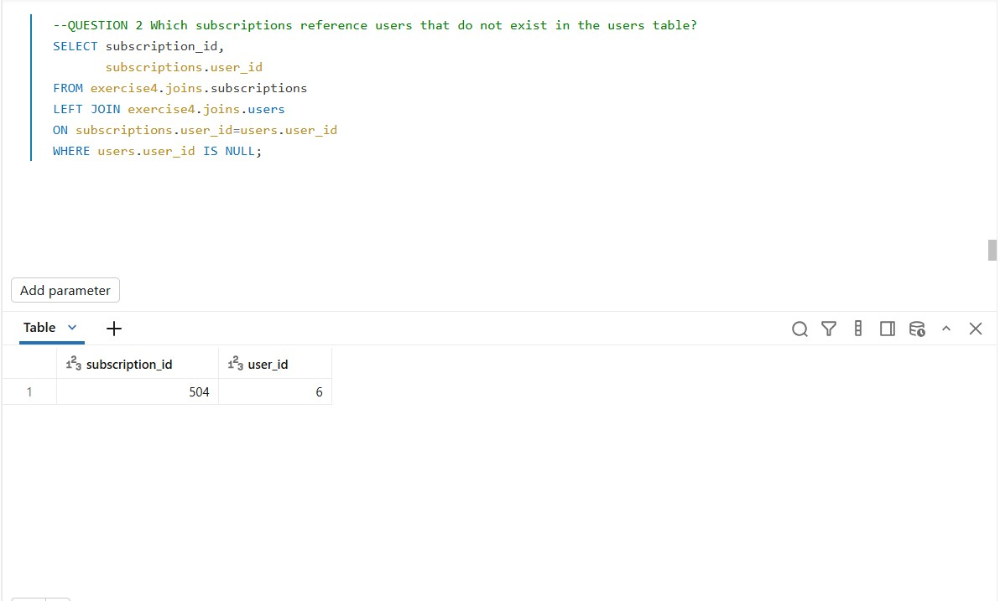 --QUESTION 2 Which subscriptions reference users that do not exist in the users table?
SELECT subscription_id,
subscriptions.user_id
FROM exercise4.joins.subscriptions
LEFT JOIN exercise4.joins.users
ON subscriptions.user_id=users.user_id
WHERE users.user_id IS NULL;
Add parameter
Table
123 subscription_id 123 user_id
1 504 6